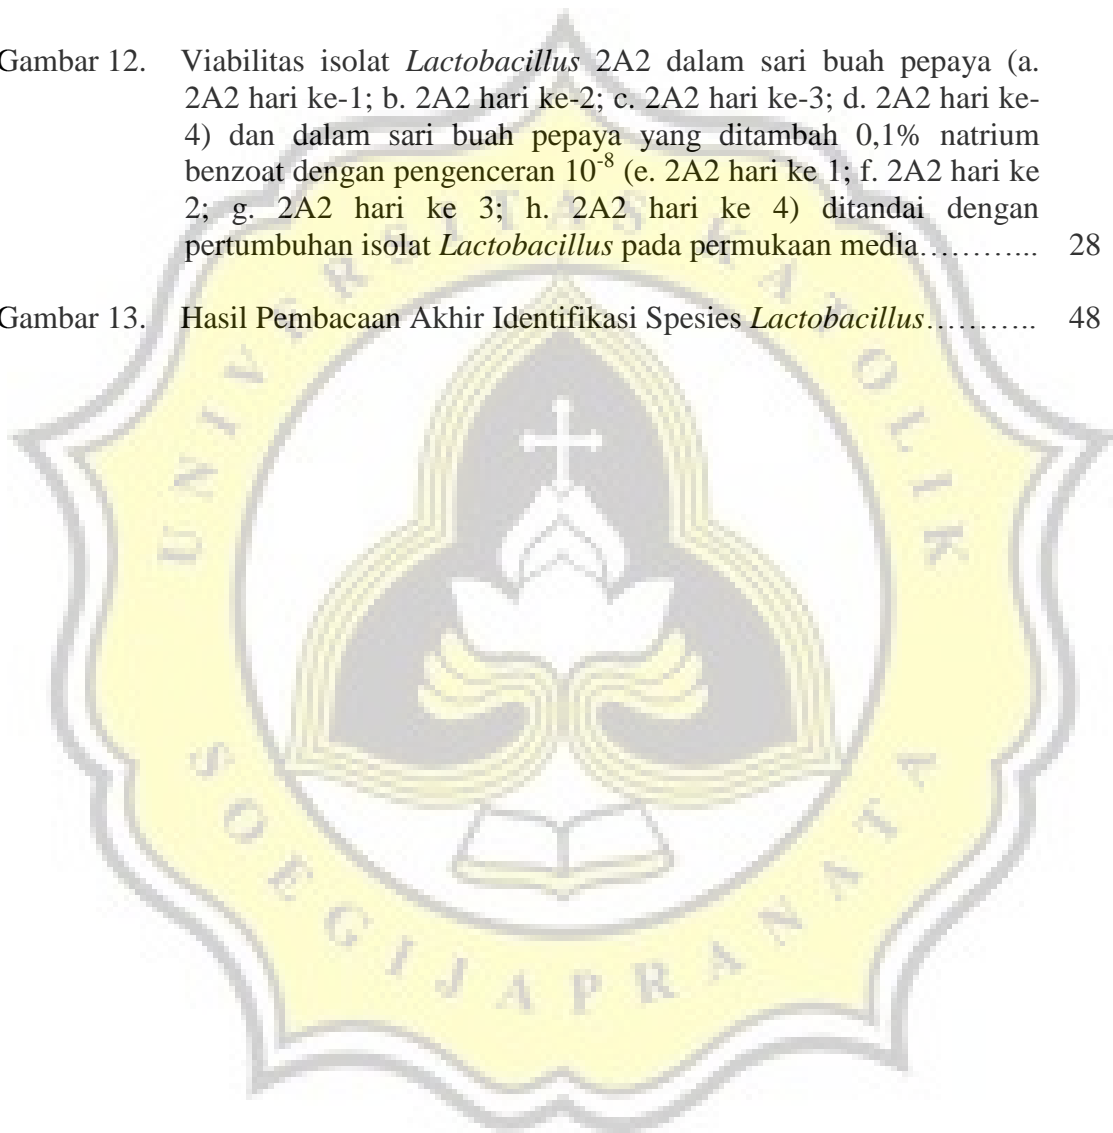 Gambar 12. Viabilitas isolat Lactobacillus 2A2 dalam sari buah pepaya (a.
2A2 hari ke-1; b. 2A2 hari ke-2; c. 2A2 hari ke-3; d. 2A2 hari ke-
4) dan dalam sari buah pepaya yang ditambah 0,1% natrium
benzoat dengan pengenceran 10⁻⁸ (e. 2A2 hari ke 1; f. 2A2 hari ke
2; g. 2A2 hari ke 3; h. 2A2 hari ke 4) ditandai dengan
pertumbuhan isolat Lactobacillus pada permukaan media………... 28
Gambar 13. Hasil Pembacaan Akhir Identifikasi Spesies Lactobacillus……….. 48
UNIVERSITAS KATOLIK
SOEGIJAPRANATA